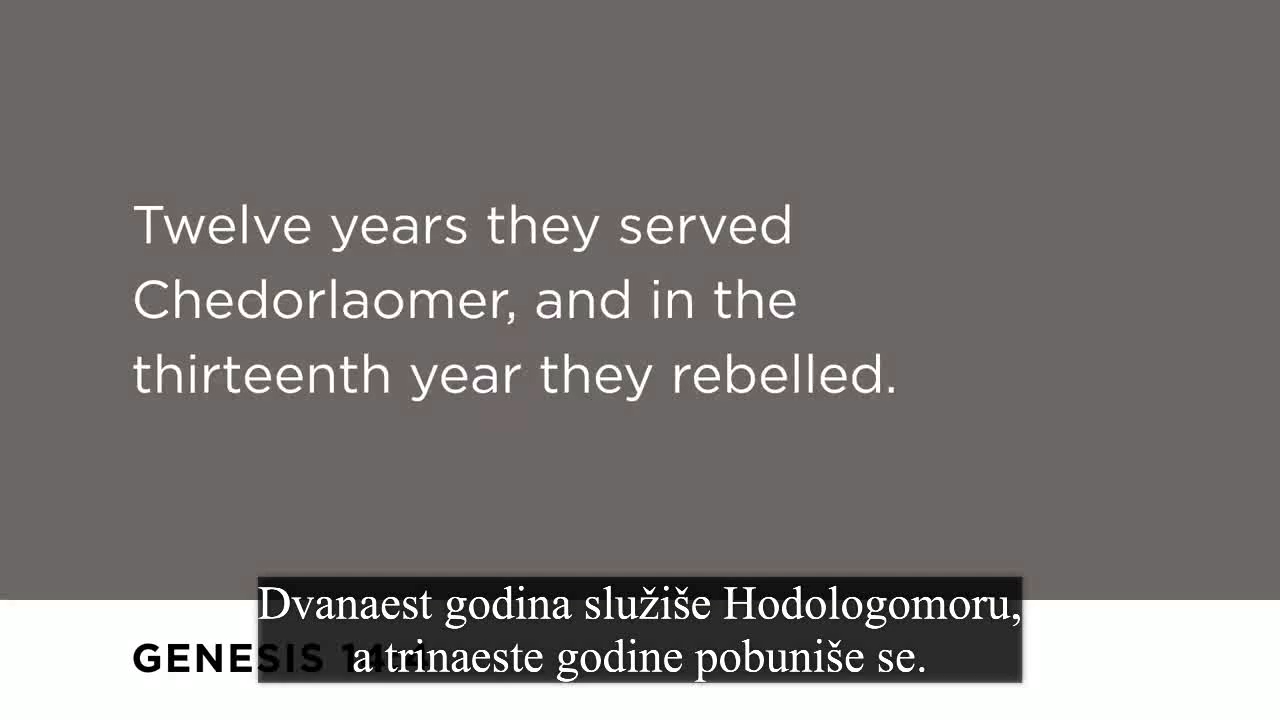 Twelve years they served
Chedorlaomer, and in the
thirteenth year they rebelled.
Dvanaest godina služiše Hodologomoru,
GENESIS
a trinaeste godine pobuniše se.